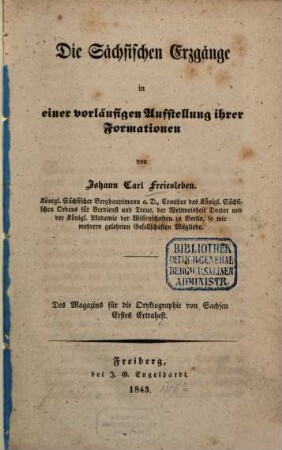 Die Sächsischen Erzgänge
in
einer vorläufigen Aufstellung ihrer
Formationen
von
Johann Carl Freiesleben.
Königl. Sächsischer Berghauptmann a. D., Comthur des Königl. Sächsi-
schen Ordens für Verdienst und Treue, der Weltweisheit Doctor und
der Königl. Akademie der Wissenschaften zu Berlin, so wie
mehrern gelehrten Gesellschaften Mitgliede.
BIBLIOTHEK
GENERAL
BERGW. SALINEN
ADMINISTR.
Des Magazins für die Oryktographie von Sachsen
Erstes Extraheft.
Freiberg,
bei J. G. Engelhardt.
1843.